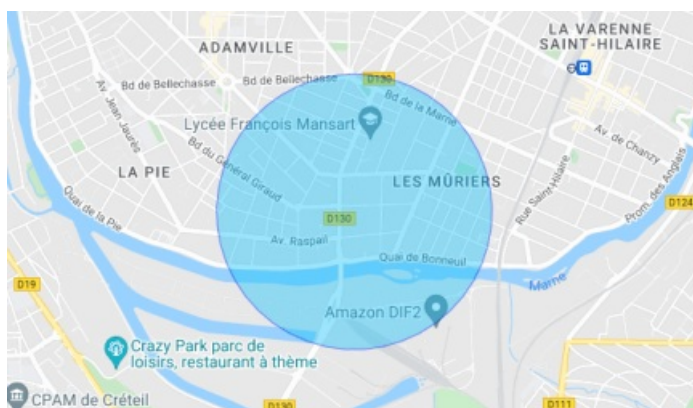 LA VARENNE
SAINT-HILAIRE
ADAMVILLE
Bd de Bellechasse
Bd de Bellechasse
D130
Bd de la Marne
Av. Jean Jaurès
Lycée François Mansart
Av. de Chanzy
Bd du Général Giraud
LA PIE
LES MÛRIERS
Rue Saint-Hilaire
Prom. des Anglais
D124
Quai de la Pie
D130
Av. Raspail
Quai de Bonneuil
Marne
D19
Amazon DIF2
Crazy Park parc de
loisirs, restaurant à thème
CPAM de Créteil
D130
D111